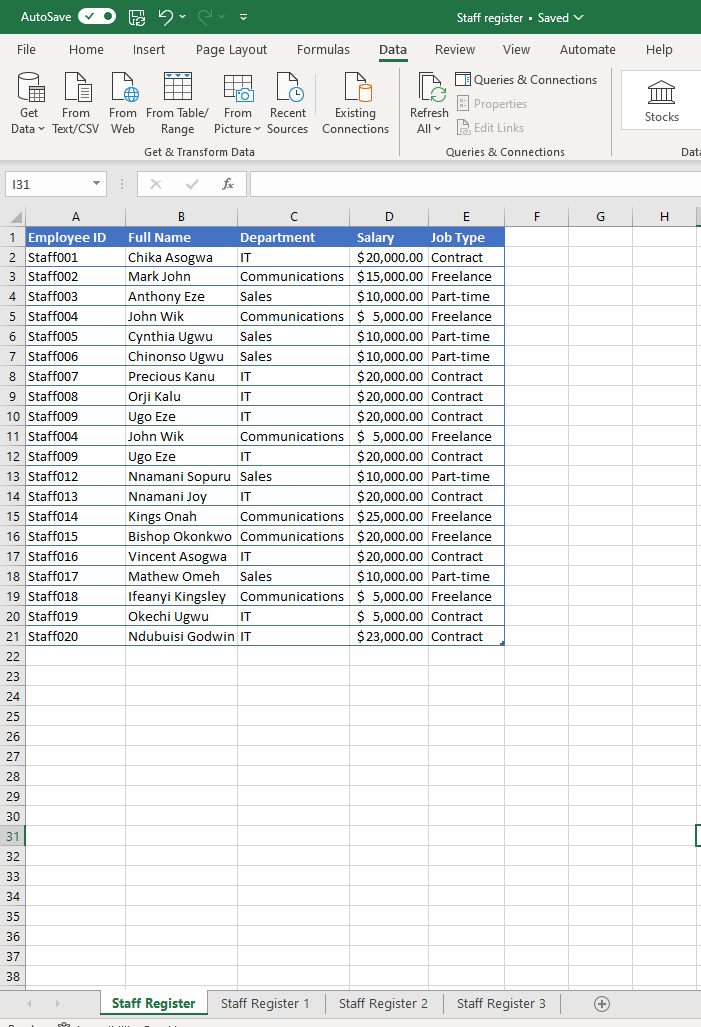 AutoSave Staff register • Saved
File Home Insert Page Layout Formulas Data Review View Automate Help
Get Data From Text/CSV From Web From Table/ Range From Picture Recent Sources Existing Connections Refresh All Queries & Connections Properties Edit Links Stocks
Get & Transform Data Queries & Connections
I31 fx
A B C D E F G H
1 Employee ID Full Name Department Salary Job Type
2 Staff001 Chika Asogwa IT $20,000.00 Contract
3 Staff002 Mark John Communications $15,000.00 Freelance
4 Staff003 Anthony Eze Sales $10,000.00 Part-time
5 Staff004 John Wik Communications $ 5,000.00 Freelance
6 Staff005 Cynthia Ugwu Sales $10,000.00 Part-time
7 Staff006 Chinonso Ugwu Sales $10,000.00 Part-time
8 Staff007 Precious Kanu IT $20,000.00 Contract
9 Staff008 Orji Kalu IT $20,000.00 Contract
10 Staff009 Ugo Eze IT $20,000.00 Contract
11 Staff004 John Wik Communications $ 5,000.00 Freelance
12 Staff009 Ugo Eze IT $20,000.00 Contract
13 Staff012 Nnamani Sopuru Sales $10,000.00 Part-time
14 Staff013 Nnamani Joy IT $20,000.00 Contract
15 Staff014 Kings Onah Communications $25,000.00 Freelance
16 Staff015 Bishop Okonkwo Communications $20,000.00 Freelance
17 Staff016 Vincent Asogwa IT $20,000.00 Contract
18 Staff017 Mathew Omeh Sales $10,000.00 Part-time
19 Staff018 Ifeanyi Kingsley Communications $ 5,000.00 Freelance
20 Staff019 Okechi Ugwu IT $ 5,000.00 Contract
21 Staff020 Ndubuisi Godwin IT $23,000.00 Contract
22
23
24
25
26
27
28
29
30
31
32
33
34
35
36
37
38
Staff Register Staff Register 1 Staff Register 2 Staff Register 3